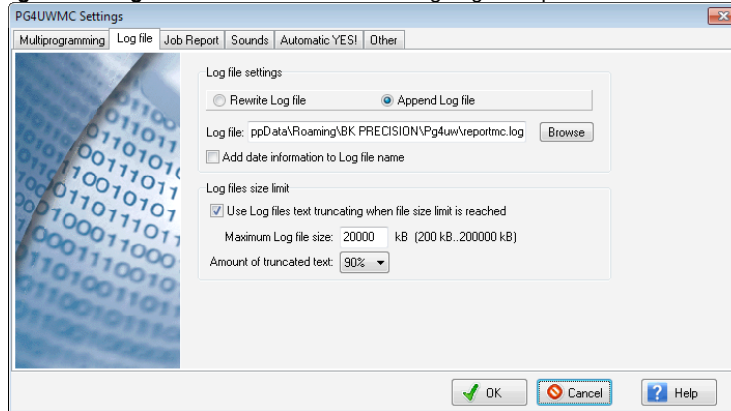 PG4UWMC Settings
Multiprogramming Log file Job Report Sounds Automatic YES! Other
Log file settings
Rewrite Log file Append Log file
Log file: ppData\Roaming\BK PRECISION\Pg4uw\reportmc.log Browse
Add date information to Log file name
Log files size limit
Use Log files text truncating when file size limit is reached
Maximum Log file size: 20000 kB (200 kB..200000 kB)
Amount of truncated text: 90%
OK Cancel Help